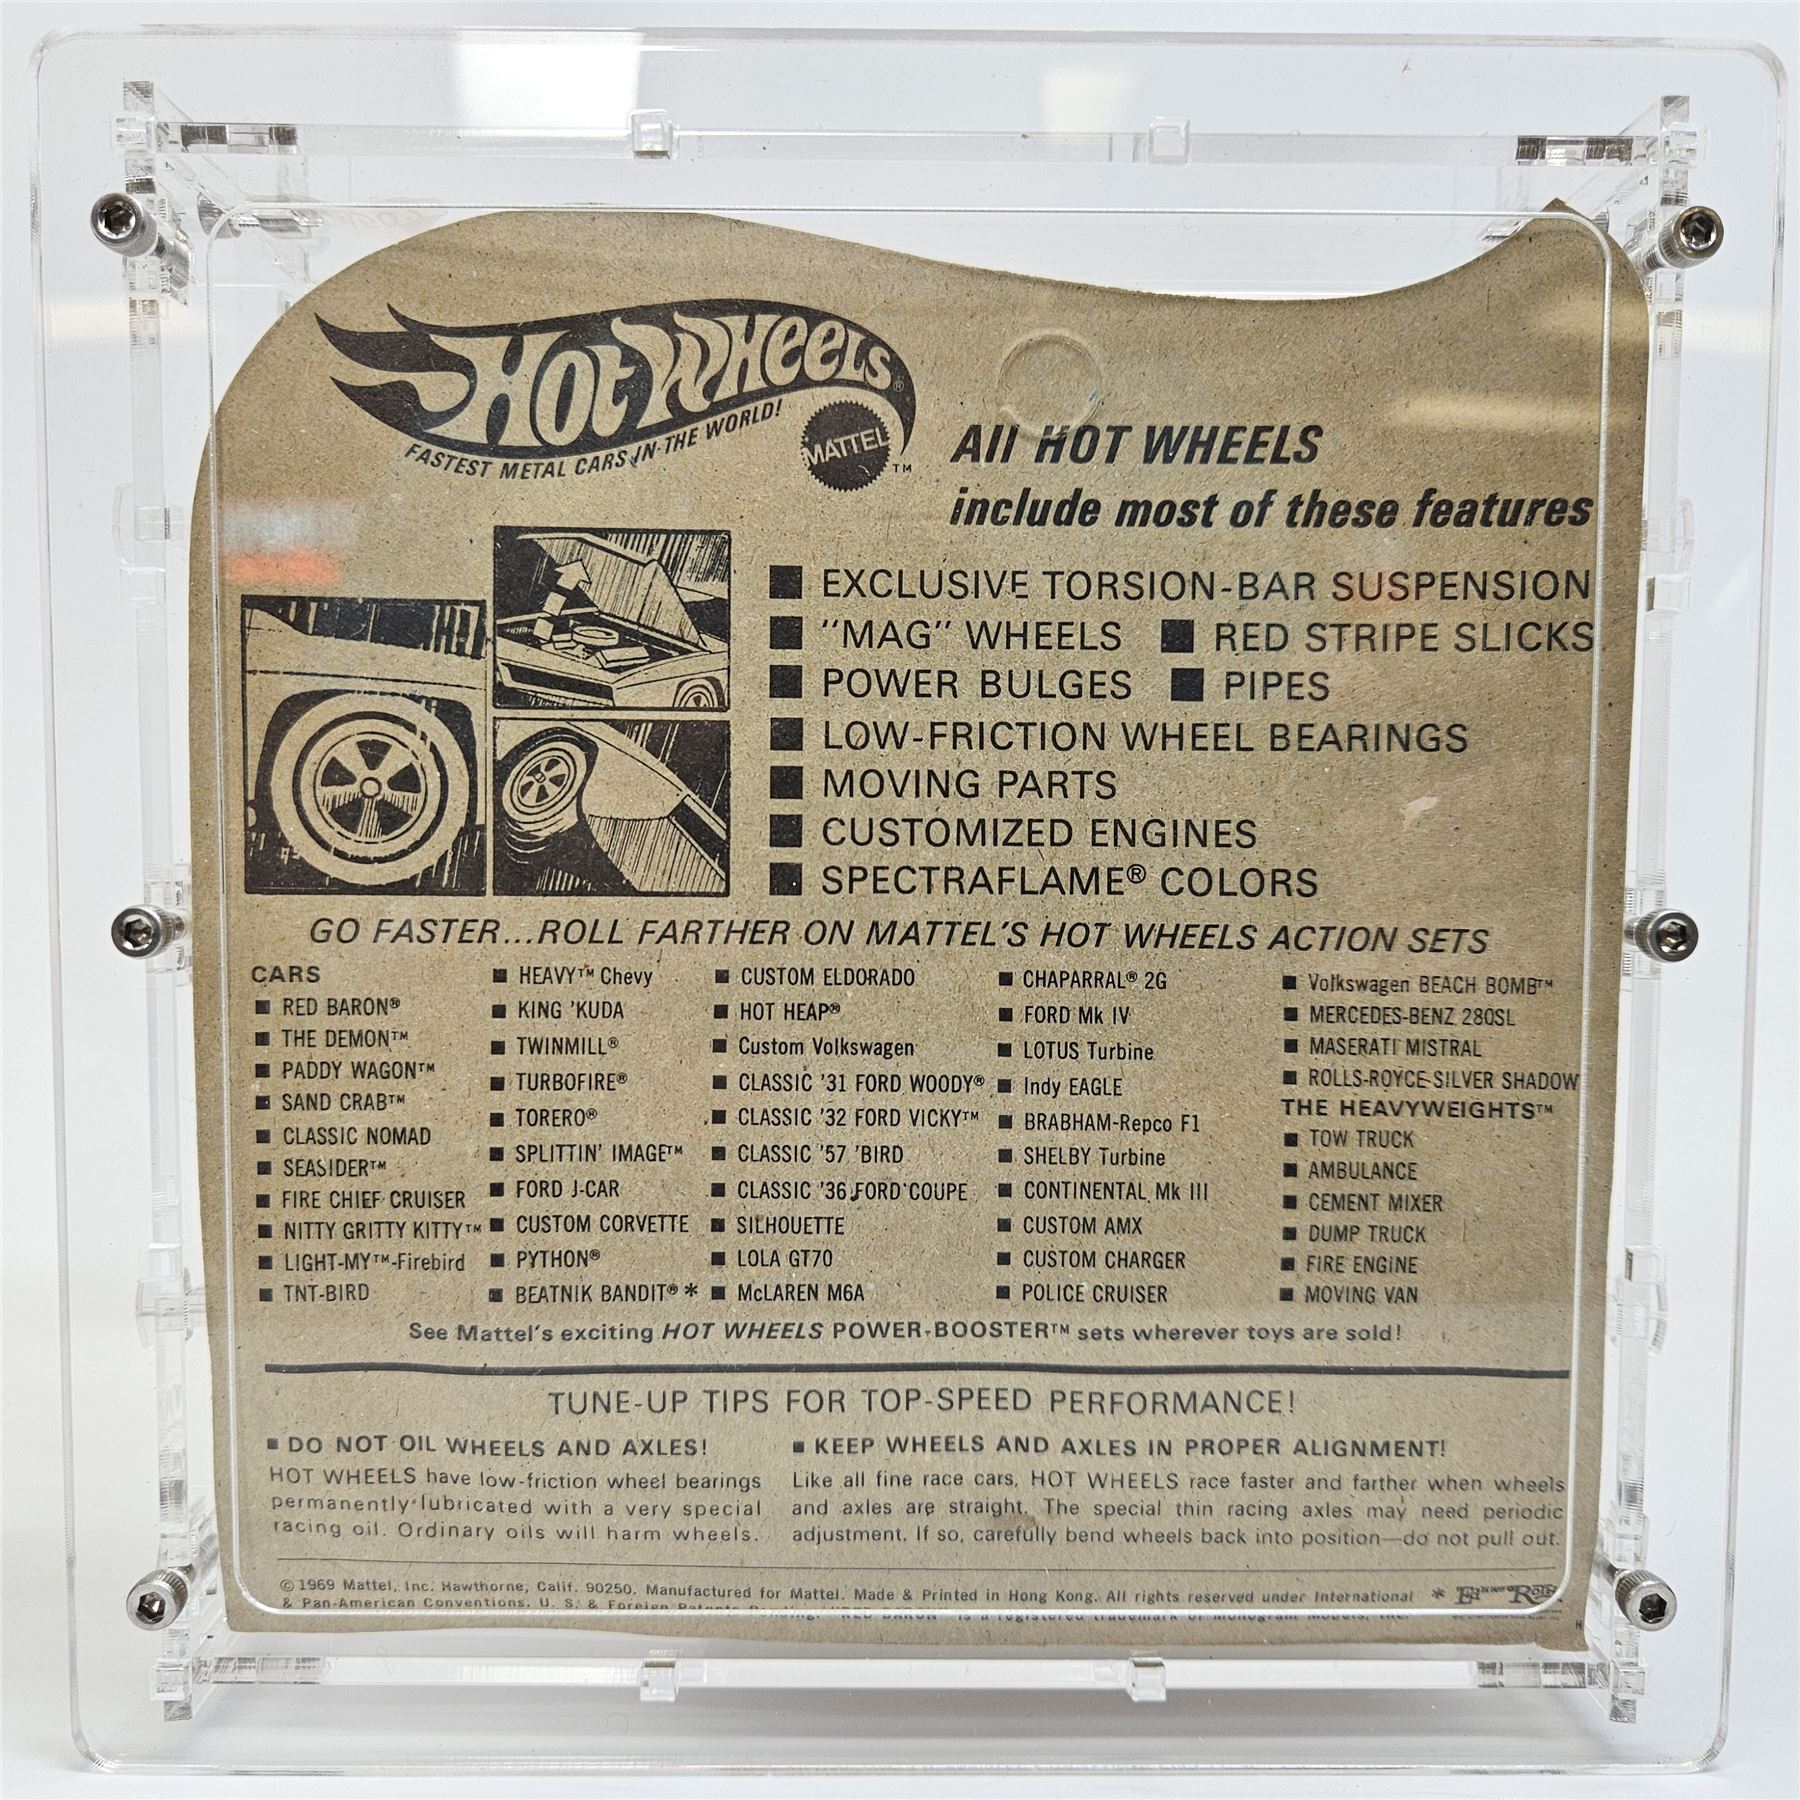 HOT WHEELS®
FASTEST METAL CARS IN THE WORLD!
MATTEL ™
All HOT WHEELS
include most of these features
■ EXCLUSIVE TORSION-BAR SUSPENSION
■ "MAG" WHEELS ■ RED STRIPE SLICKS
■ POWER BULGES ■ PIPES
■ LOW-FRICTION WHEEL BEARINGS
■ MOVING PARTS
■ CUSTOMIZED ENGINES
■ SPECTRAFLAME® COLORS
GO FASTER...ROLL FARTHER ON MATTEL'S HOT WHEELS ACTION SETS
CARS
■ RED BARON®
■ THE DEMON™
■ PADDY WAGON™
■ SAND CRAB™
■ CLASSIC NOMAD
■ SEASIDER™
■ FIRE CHIEF CRUISER
■ NITTY GRITTY KITTY™
■ LIGHT-MY™-Firebird
■ TNT-BIRD
■ HEAVY™ Chevy
■ KING 'KUDA
■ TWINMILL®
■ TURBOFIRE®
■ TORERO®
■ SPLITTIN' IMAGE™
■ FORD J-CAR
■ CUSTOM CORVETTE
■ PYTHON®
■ BEATNIK BANDIT® *
■ CUSTOM ELDORADO
■ HOT HEAP®
■ Custom Volkswagen
■ CLASSIC '31 FORD WOODY®
■ CLASSIC '32 FORD VICKY™
■ CLASSIC '57 'BIRD
■ CLASSIC '36 FORD COUPE
■ SILHOUETTE
■ LOLA GT70
■ McLAREN M6A
■ CHAPARRAL® 2G
■ FORD Mk IV
■ LOTUS Turbine
■ Indy EAGLE
■ BRABHAM-Repco F1
■ SHELBY Turbine
■ CONTINENTAL Mk III
■ CUSTOM AMX
■ CUSTOM CHARGER
■ POLICE CRUISER
■ Volkswagen BEACH BOMB™
■ MERCEDES-BENZ 280SL
■ MASERATI MISTRAL
■ ROLLS-ROYCE SILVER SHADOW
THE HEAVYWEIGHTS™
■ TOW TRUCK
■ AMBULANCE
■ CEMENT MIXER
■ DUMP TRUCK
■ FIRE ENGINE
■ MOVING VAN
See Mattel's exciting HOT WHEELS POWER-BOOSTER™ sets wherever toys are sold!
TUNE-UP TIPS FOR TOP-SPEED PERFORMANCE!
■ DO NOT OIL WHEELS AND AXLES!
HOT WHEELS have low-friction wheel bearings
permanently lubricated with a very special
racing oil. Ordinary oils will harm wheels.
■ KEEP WHEELS AND AXLES IN PROPER ALIGNMENT!
Like all fine race cars, HOT WHEELS race faster and farther when wheels
and axles are straight. The special thin racing axles may need periodic
adjustment. If so, carefully bend wheels back into position—do not pull out.
© 1969 Mattel, Inc. Hawthorne, Calif. 90250. Manufactured for Mattel. Made & Printed in Hong Kong. All rights reserved under International * Ed Roth
& Pan-American Conventions. U. S. & Foreign Patents Pending. "RED BARON" is a registered trademark of Monogram Models, Inc.